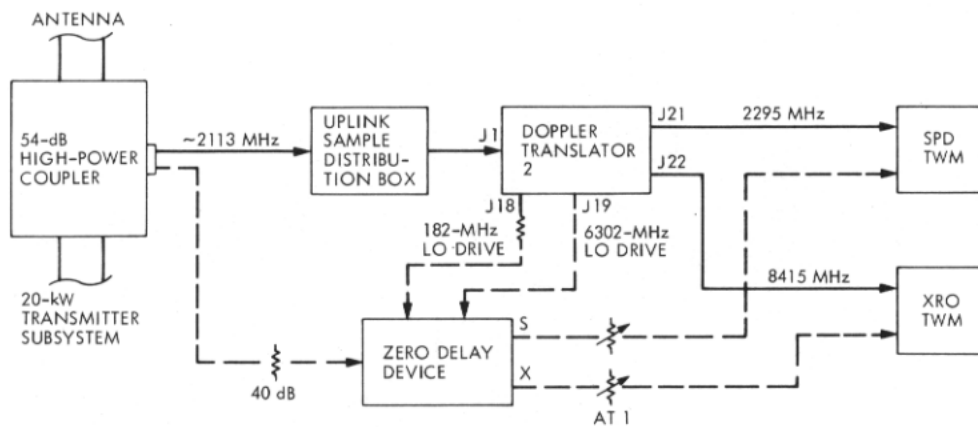 ANTENNA
54-dB
HIGH-POWER
COUPLER
~2113 MHz
UPLINK
SAMPLE
DISTRIBU-
TION BOX
J1
DOPPLER
TRANSLATOR
2
J21
2295 MHz
SPD
TWM
J22
J18
J19
182-MHz
LO DRIVE
6302-MHz
LO DRIVE
8415 MHz
XRO
TWM
20-kW
TRANSMITTER
SUBSYSTEM
40 dB
ZERO DELAY
DEVICE
S
X
AT 1